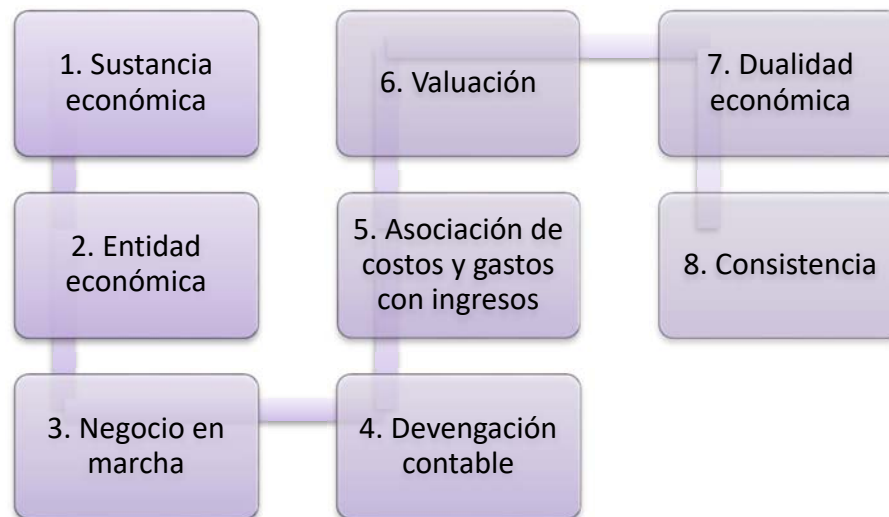 1. Sustancia
económica
2. Entidad
económica
3. Negocio en
marcha
4. Devengación
contable
5. Asociación de
costos y gastos
con ingresos
6. Valuación
7. Dualidad
económica
8. Consistencia